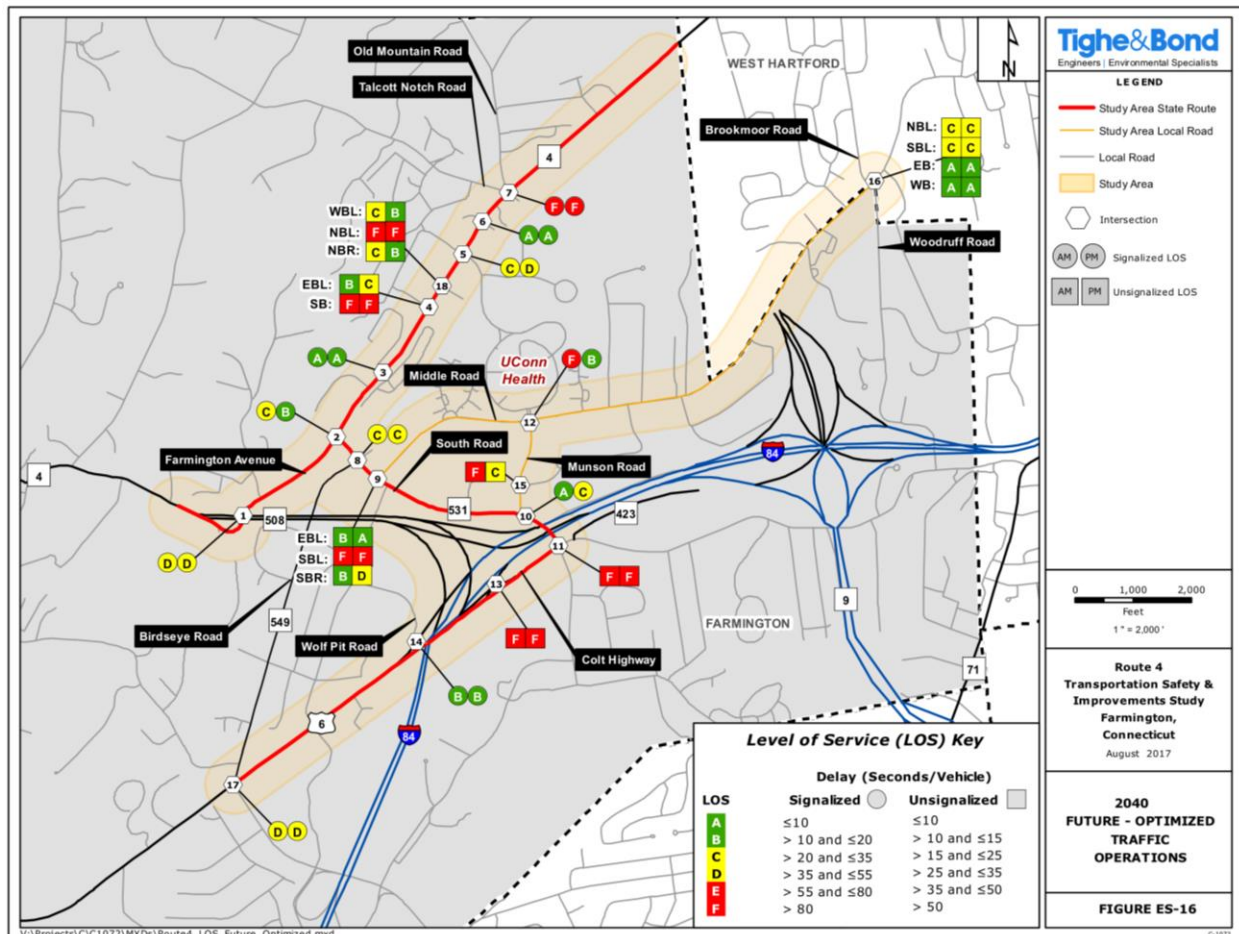 Old Mountain Road
Talcott Notch Road
WEST HARTFORD
N
Brookmoor Road
NBL: C C
SBL: C C
EB: A A
WB: A A
16
4
7
F F
6
A A
WBL: C B
NBL: F F
NBR: C B
5
C D
Woodruff Road
18
EBL: B C
SB: F F
4
A A
3
UConn
Health
F B
Middle Road
12
C B
2
C C
8
South Road
Farmington Avenue
9
Munson Road
84
4
F C
15
A C
1
508
531
10
423
EBL: B A
SBL: F F
SBR: B D
D D
11
F F
13
9
549
Birdseye Road
Wolf Pit Road
14
F F
FARMINGTON
Colt Highway
71
B B
6
84
17
D D
Level of Service (LOS) Key
Delay (Seconds/Vehicle)
LOS Signalized Unsignalized
A ≤10 ≤10
B > 10 and ≤20 > 10 and ≤15
C > 20 and ≤35 > 15 and ≤25
D > 35 and ≤55 > 25 and ≤35
E > 55 and ≤80 > 35 and ≤50
F > 80 > 50
Tighe&Bond
Engineers | Environmental Specialists
LEGEND
Study Area State Route
Study Area Local Road
Local Road
Study Area
Intersection
AM PM Signalized LOS
AM PM Unsignalized LOS
0 1,000 2,000
Feet
1" = 2,000'
Route 4
Transportation Safety &
Improvements Study
Farmington,
Connecticut
August 2017
2040
FUTURE - OPTIMIZED
TRAFFIC
OPERATIONS
FIGURE ES-16